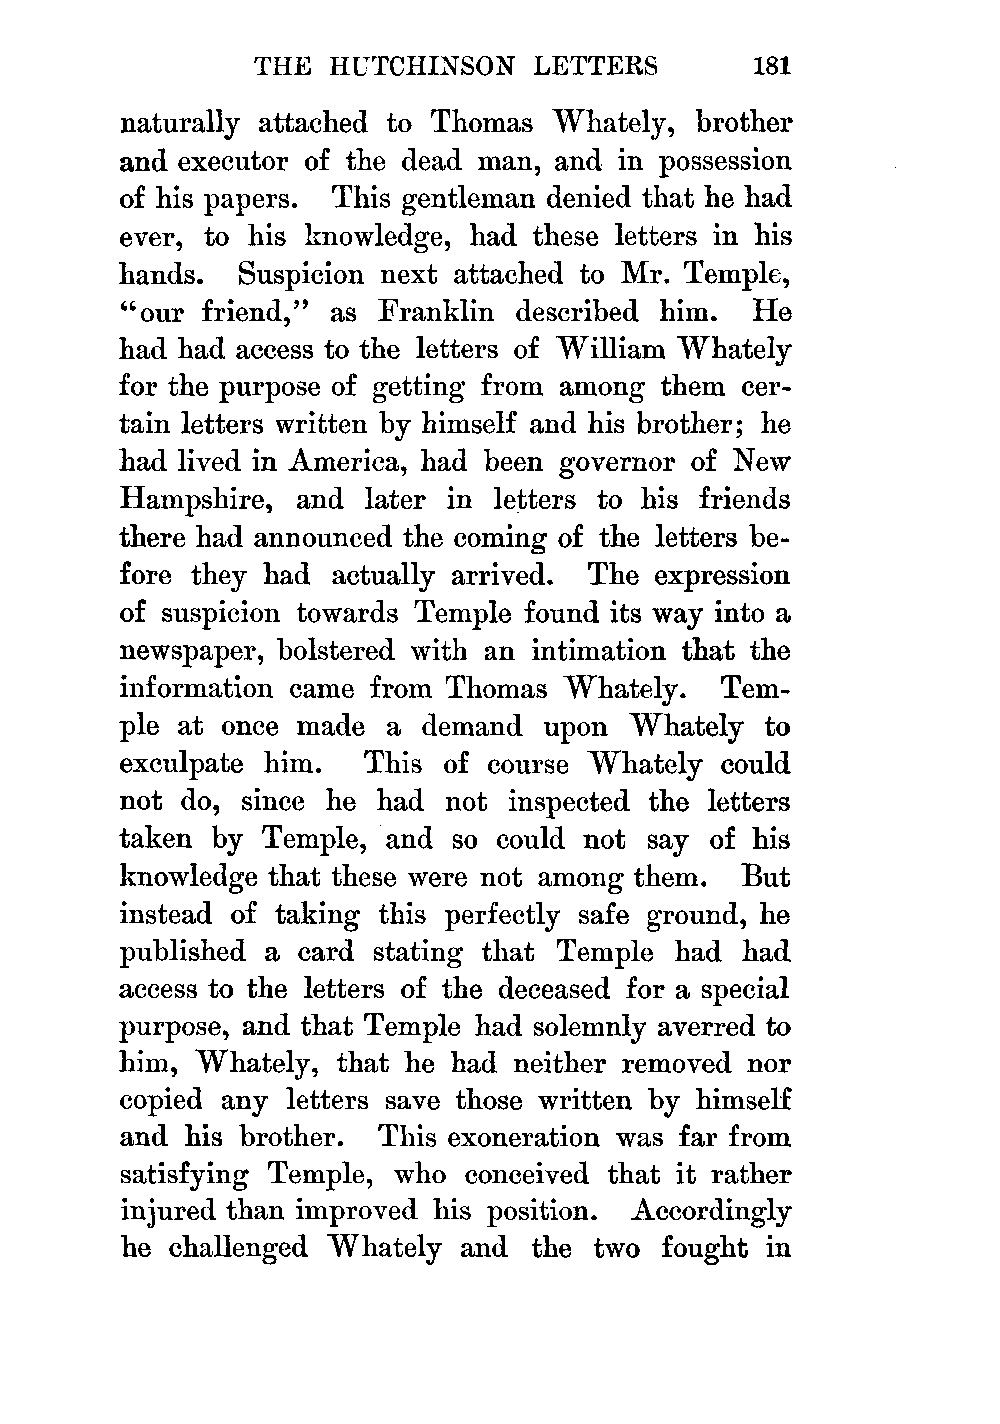 THE HUTCHINSON LETTERS 181
naturally attached to Thomas Whately, brother
and executor of the dead man, and in possession
of his papers. This gentleman denied that he had
ever, to his knowledge, had these letters in his
hands. Suspicion next attached to Mr. Temple,
“our friend,” as Franklin described him. He
had had access to the letters of William Whately
for the purpose of getting from among them cer-
tain letters written by himself and his brother; he
had lived in America, had been governor of New
Hampshire, and later in letters to his friends
there had announced the coming of the letters be-
fore they had actually arrived. The expression
of suspicion towards Temple found its way into a
newspaper, bolstered with an intimation that the
information came from Thomas Whately. Tem-
ple at once made a demand upon Whately to
exculpate him. This of course Whately could
not do, since he had not inspected the letters
taken by Temple, and so could not say of his
knowledge that these were not among them. But
instead of taking this perfectly safe ground, he
published a card stating that Temple had had
access to the letters of the deceased for a special
purpose, and that Temple had solemnly averred to
him, Whately, that he had neither removed nor
copied any letters save those written by himself
and his brother. This exoneration was far from
satisfying Temple, who conceived that it rather
injured than improved his position. Accordingly
he challenged Whately and the two fought in